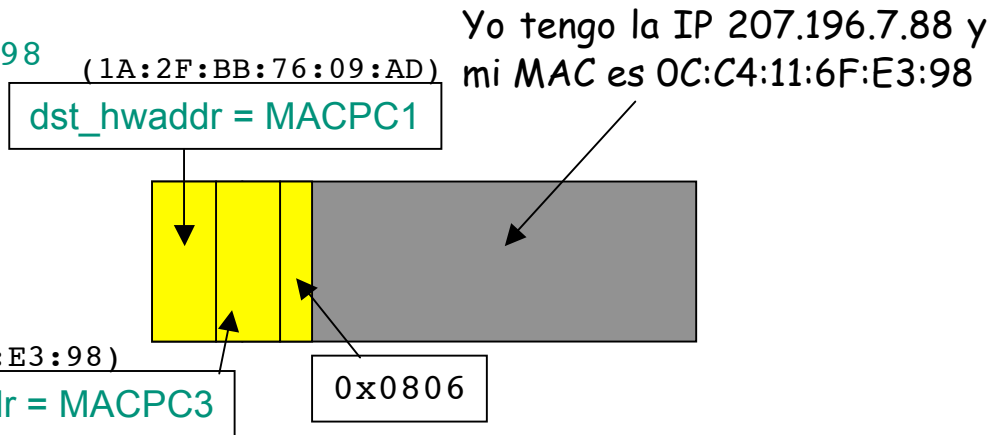 Yo tengo la IP 207.196.7.88 y
mi MAC es 0C:C4:11:6F:E3:98
98
(1A:2F:BB:76:09:AD)
dst_hwaddr = MACPC1
:E3:98)
dr = MACPC3
0x0806